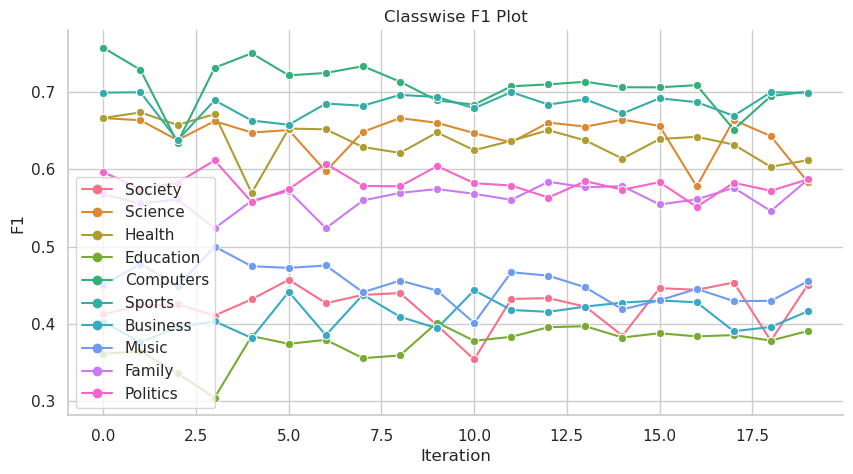 Classwise F1 Plot
F1
0.7
0.6
0.5
0.4
0.3
Society
Science
Health
Education
Computers
Sports
Business
Music
Family
Politics
0.0 2.5 5.0 7.5 10.0 12.5 15.0 17.5
Iteration